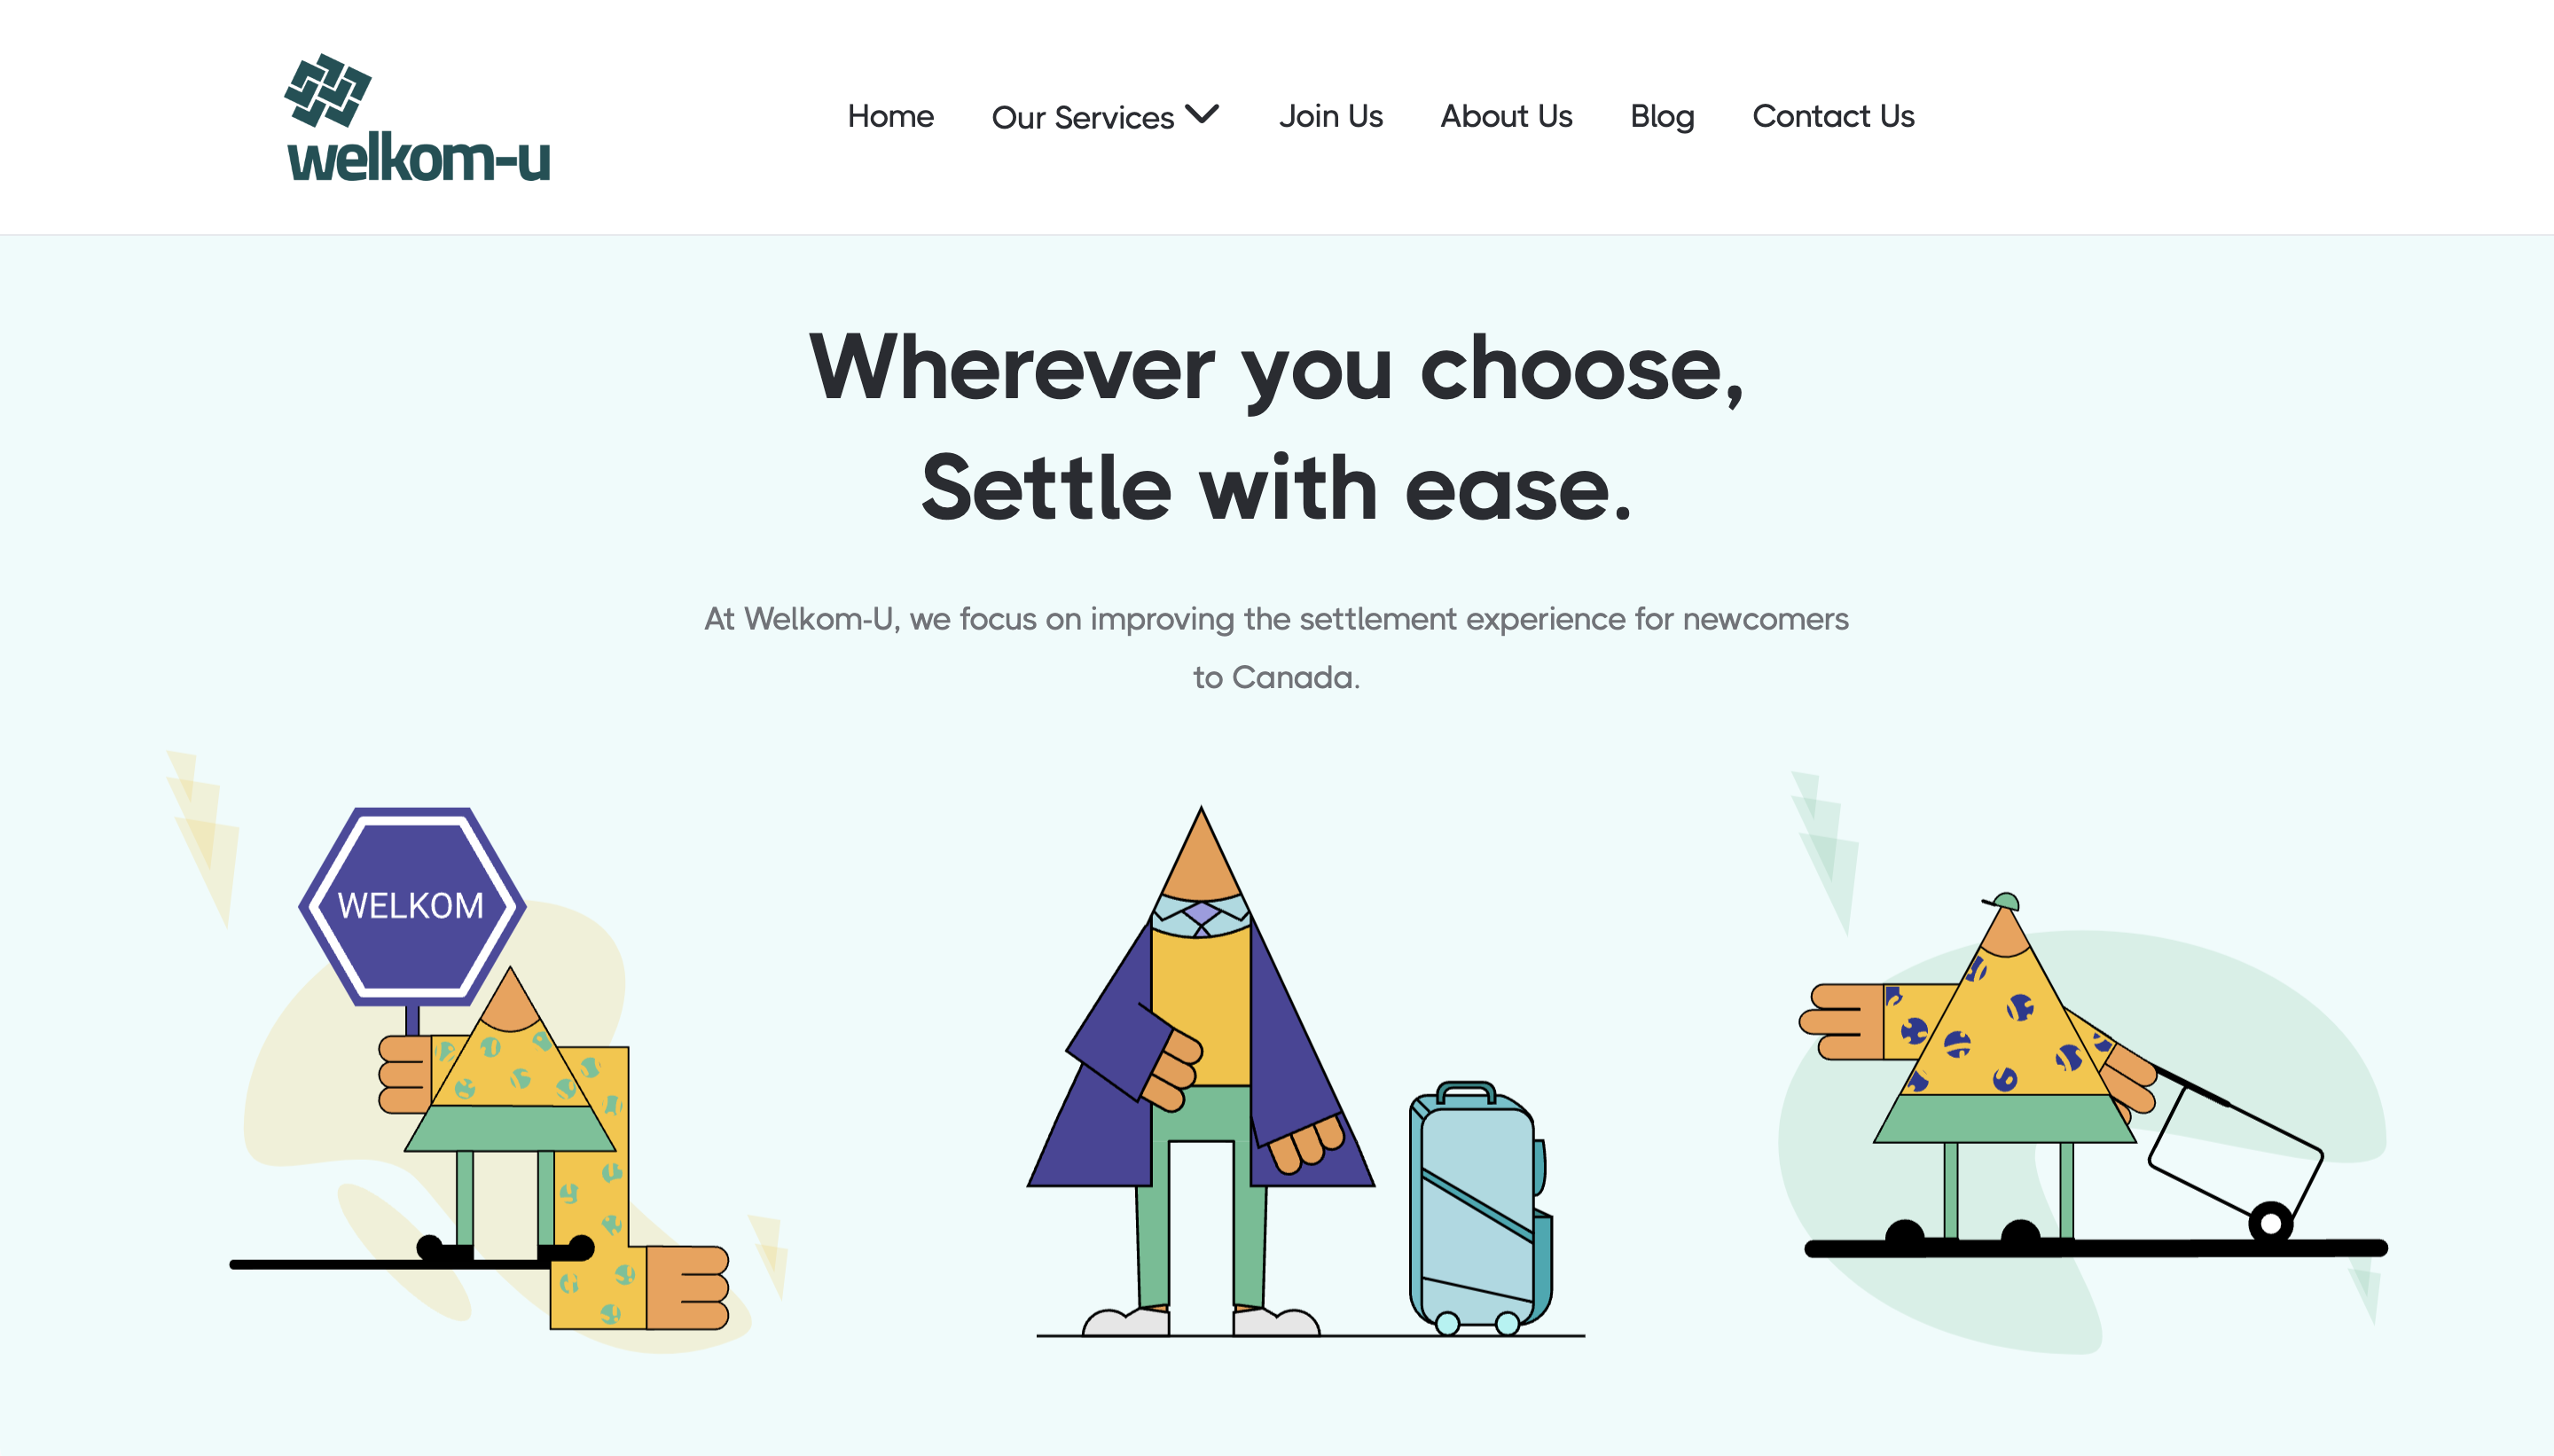 welkom-u
Home Our Services Join Us About Us Blog Contact Us
Wherever you choose,
Settle with ease.
At Welkom-U, we focus on improving the settlement experience for newcomers
to Canada.
WELKOM